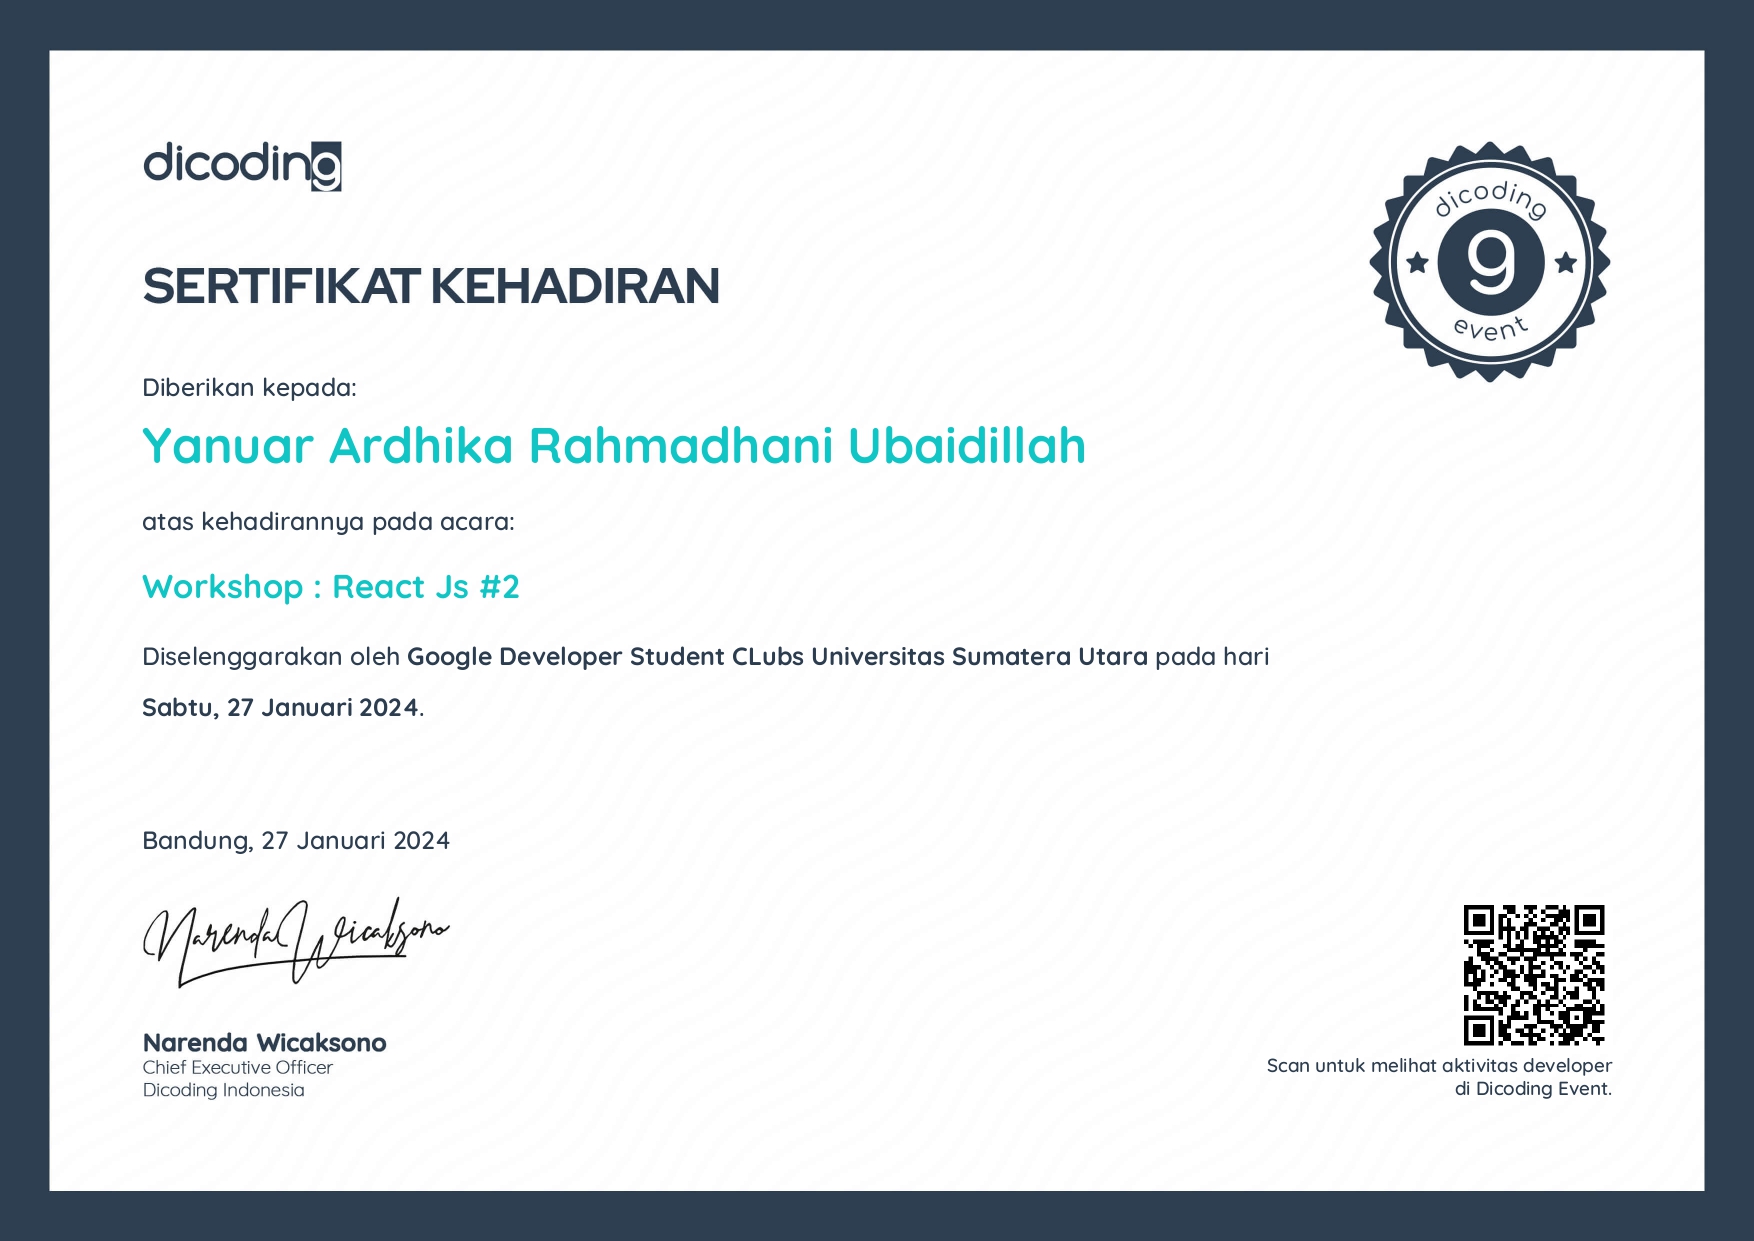 dicoding
dicoding
g
event
SERTIFIKAT KEHADIRAN
Diberikan kepada:
Yanuar Ardhika Rahmadhani Ubaidillah
atas kehadirannya pada acara:
Workshop : React Js #2
Diselenggarakan oleh Google Developer Student CLubs Universitas Sumatera Utara pada hari
Sabtu, 27 Januari 2024.
Bandung, 27 Januari 2024
Narenda Wicaksono
Narenda Wicaksono
Chief Executive Officer
Dicoding Indonesia
Scan untuk melihat aktivitas developer
di Dicoding Event.